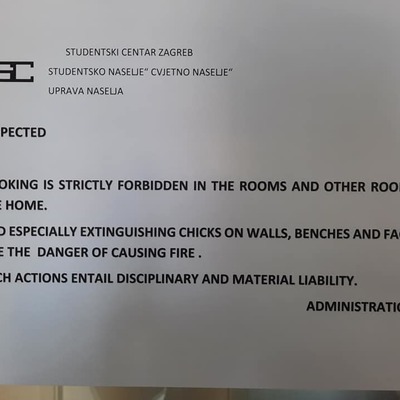 SC
STUDENTSKI CENTAR ZAGREB
STUDENTSKO NASELJE" CVJETNO NASELJE"
UPRAVA NASELJA
PECTED
OKING IS STRICTLY FORBIDDEN IN THE ROOMS AND OTHER ROO
E HOME.
D ESPECIALLY EXTINGUISHING CHICKS ON WALLS, BENCHES AND FA
E THE DANGER OF CAUSING FIRE .
CH ACTIONS ENTAIL DISCIPLINARY AND MATERIAL LIABILITY.
ADMINISTRATIO